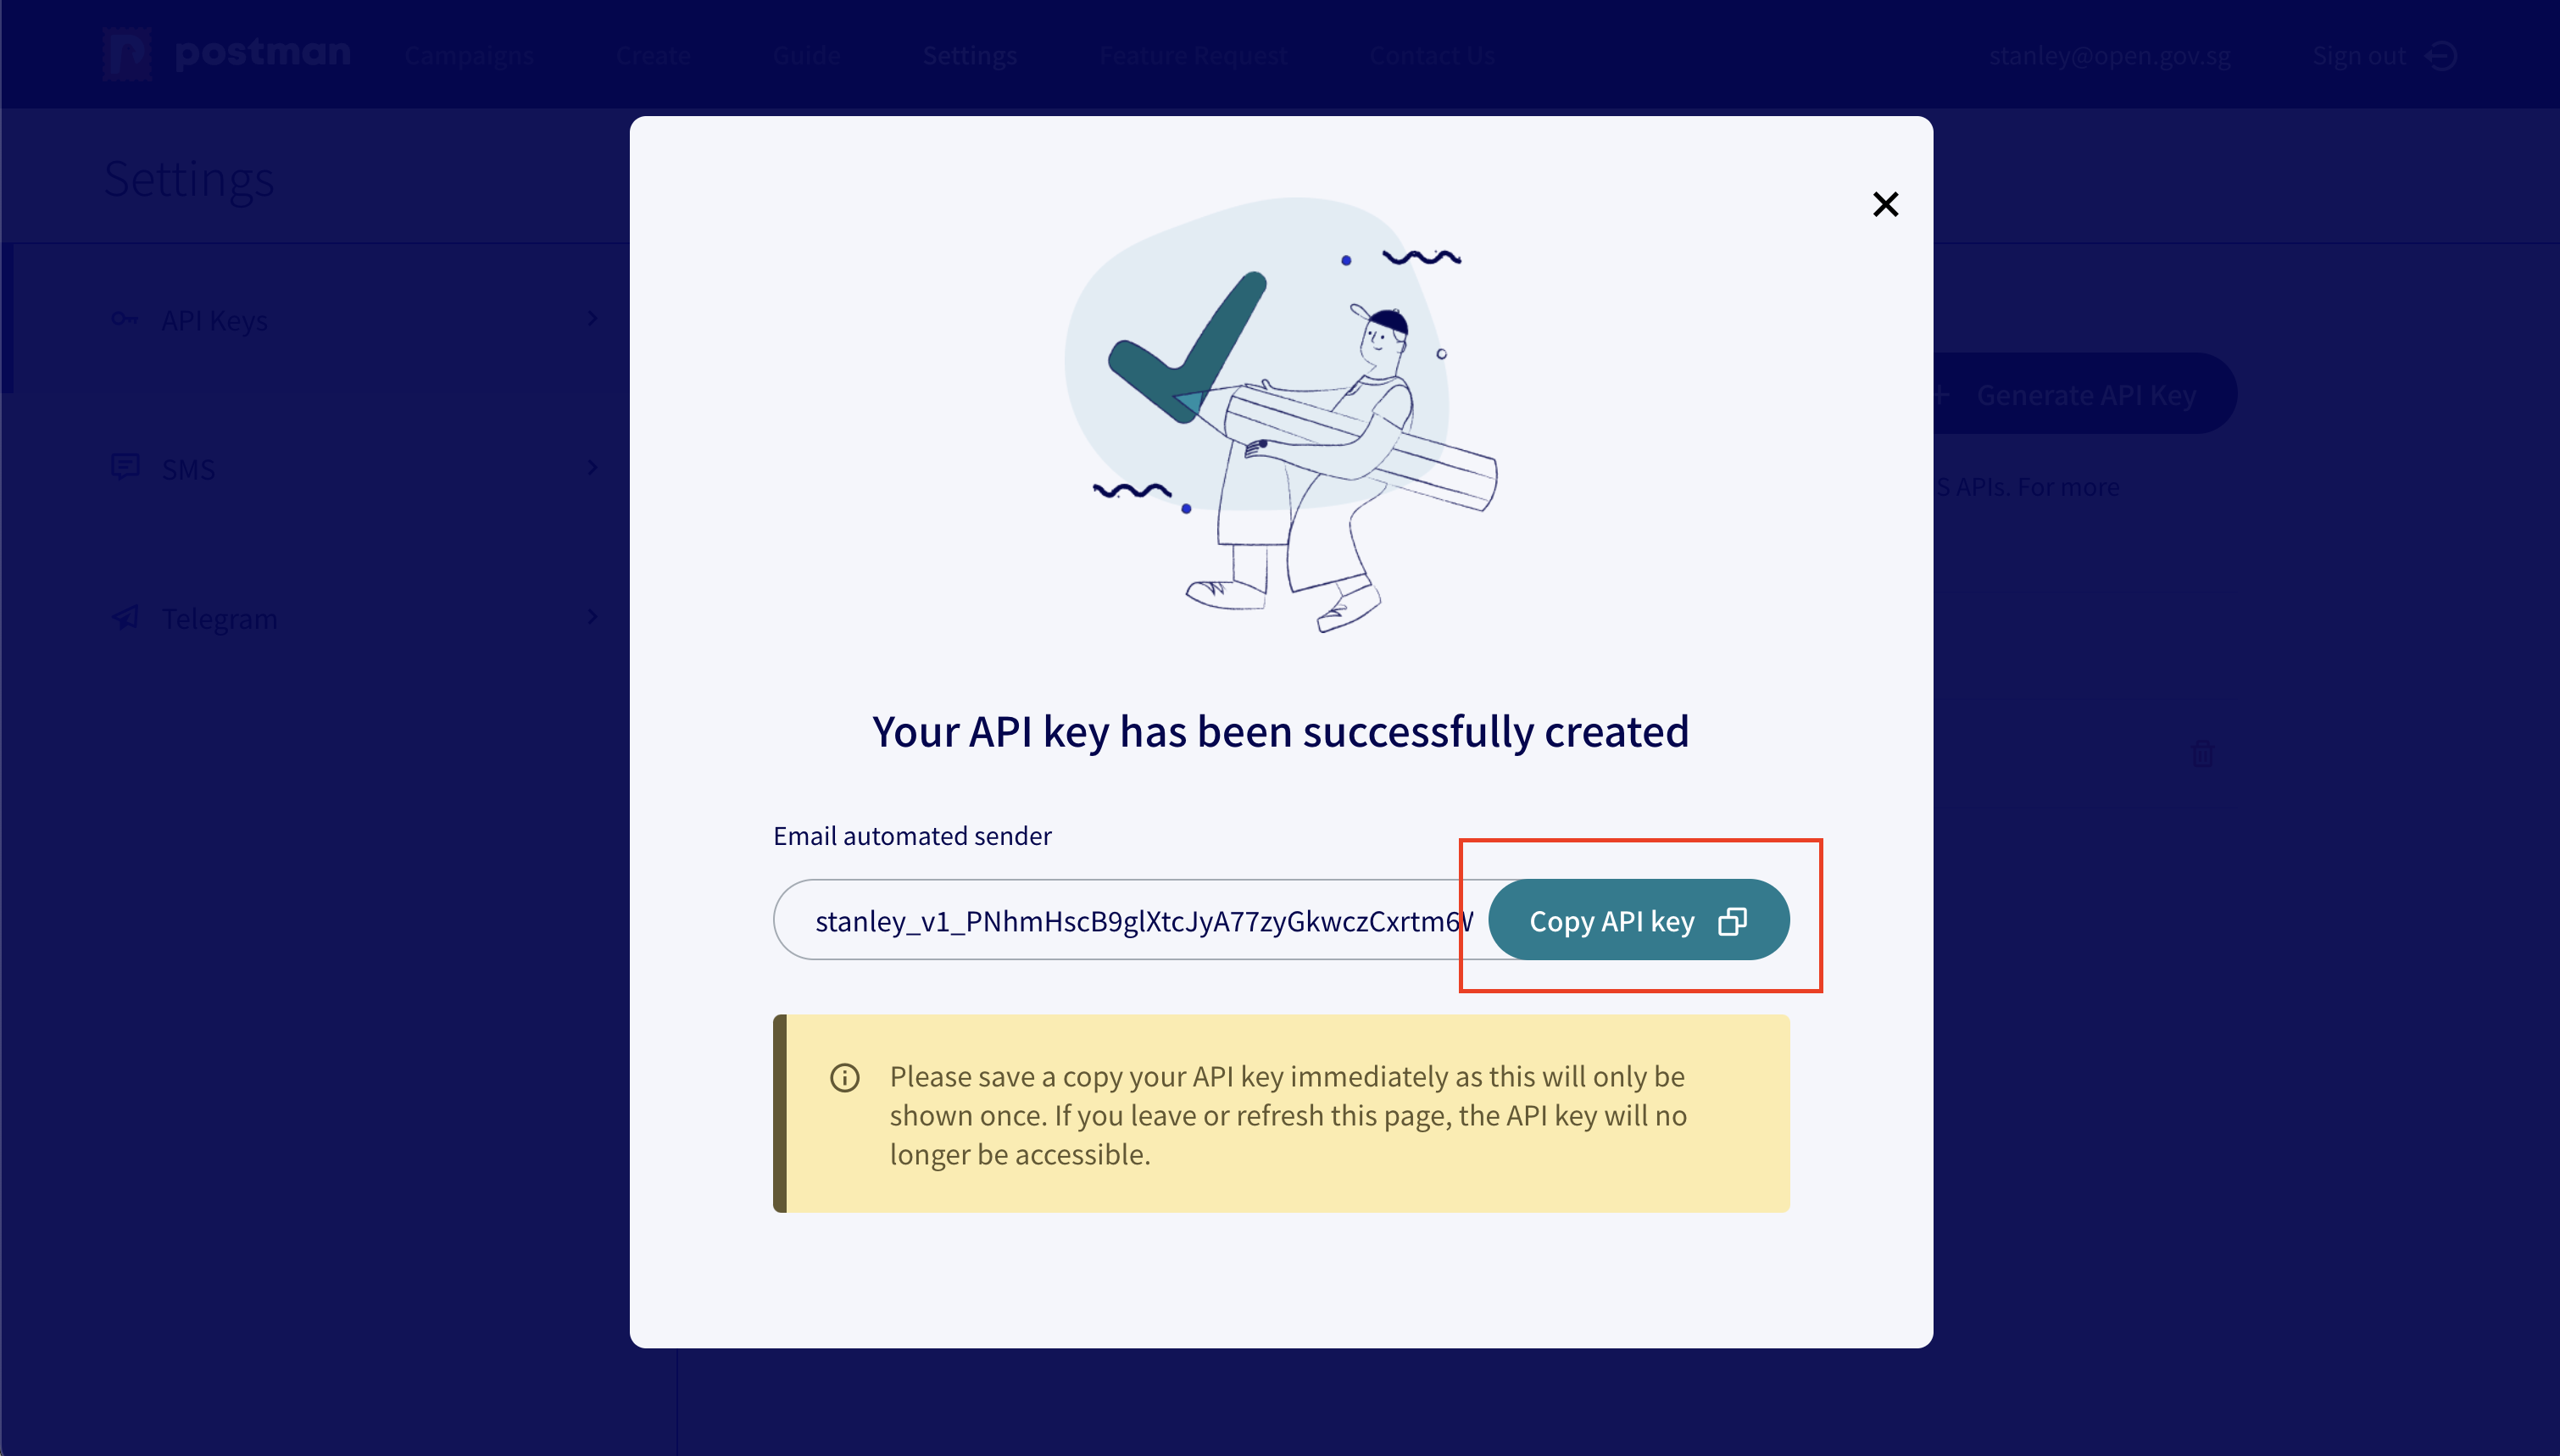 postman
Campaigns
Create
Guide
Settings
Feature Request
Contact Us
stanley@open.gov.sg
Sign out
Settings
API Keys
SMS
Telegram
Generate API Key
S APIs. For more
Your API key has been successfully created
Email automated sender
stanley_v1_PNhmHscB9glXtcJyA77zyGkwczCxrtm6
Copy API key
Please save a copy your API key immediately as this will only be
shown once. If you leave or refresh this page, the API key will no
longer be accessible.